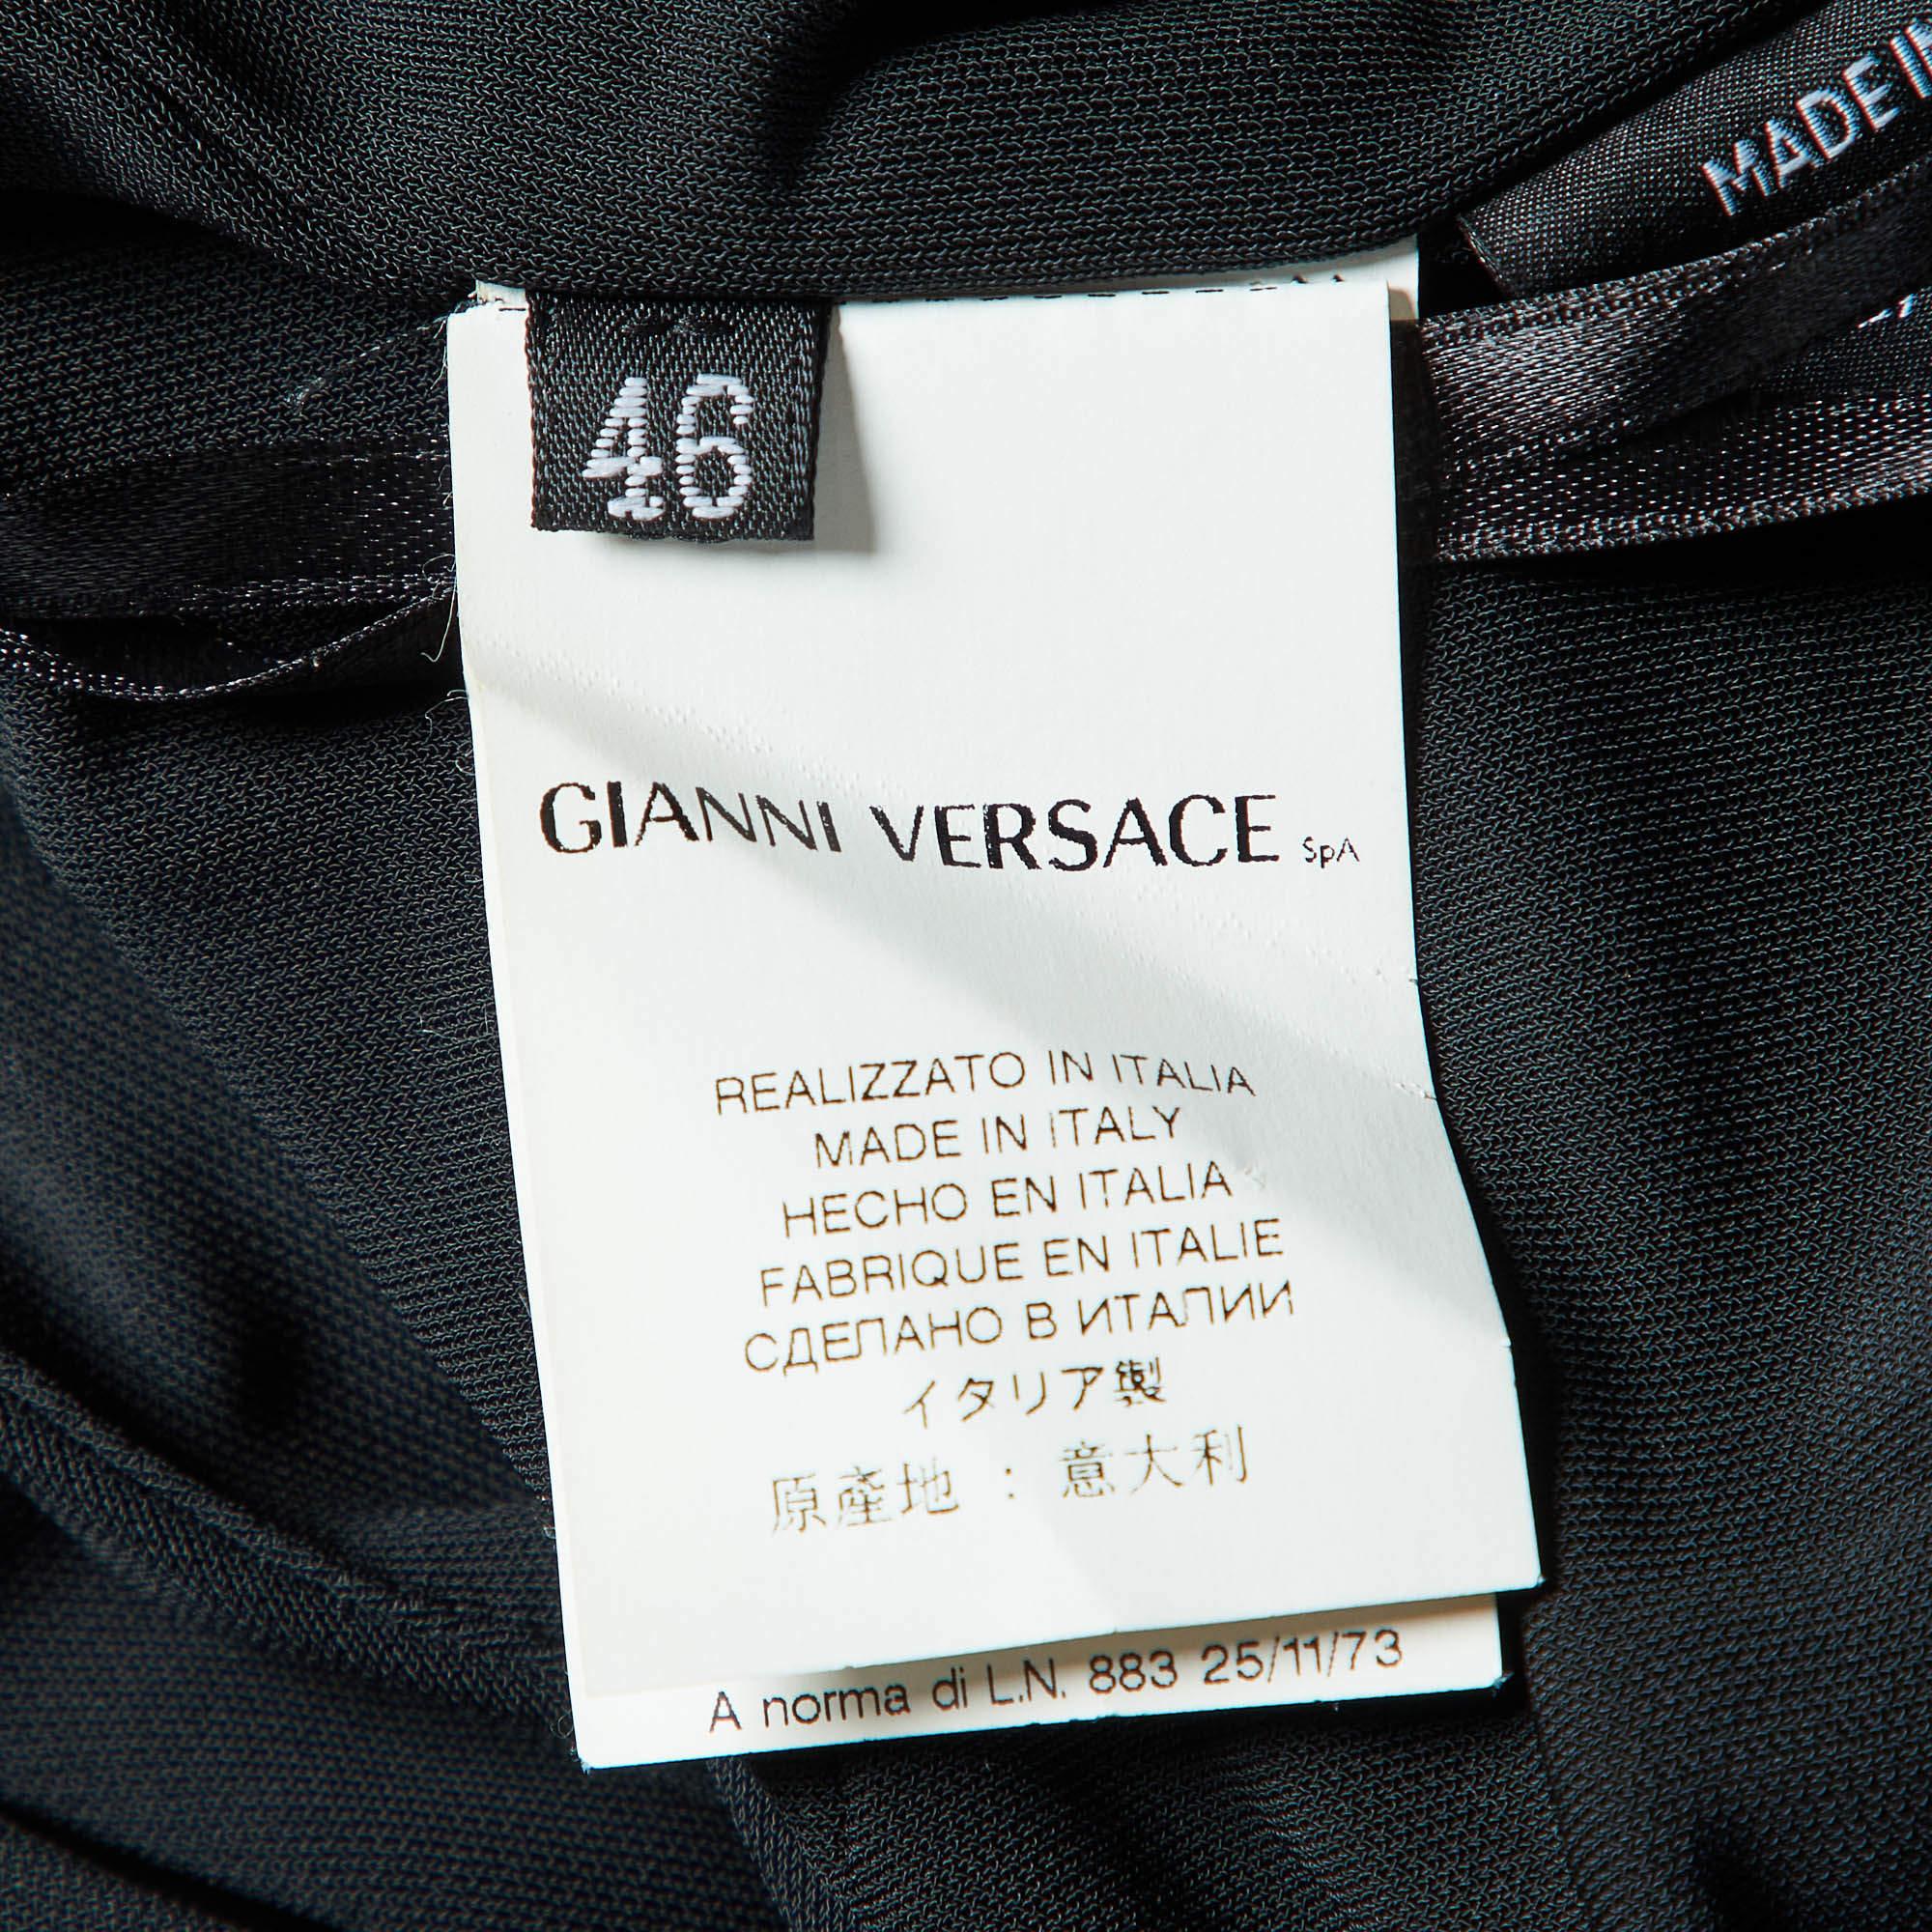 MADE IN
46
GIANNI VERSACE SpA
REALIZZATO IN ITALIA
MADE IN ITALY
HECHO EN ITALIA
FABRIQUE EN ITALIE
СДЕЛАНО В ИТАЛИИ
イタリア製
原產地 : 意大利
A norma di L.N. 883 25/11/73